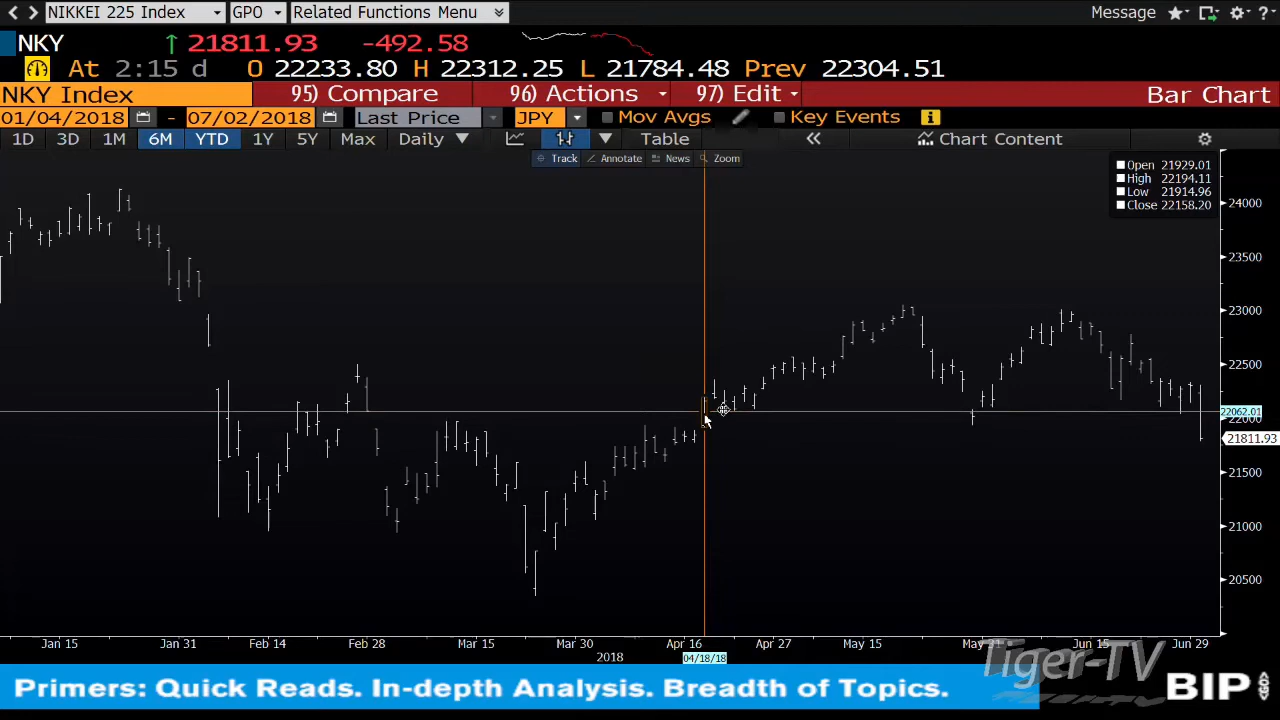 NIKKEI 225 Index GPO Related Functions Menu Message
NKY ↑ 21811.93 -492.58
At 2:15 d O 22233.80 H 22312.25 L 21784.48 Prev 22304.51
NKY Index 95) Compare 96) Actions 97) Edit Bar Chart
01/04/2018 - 07/02/2018 Last Price JPY Mov Avgs Key Events
1D 3D 1M 6M YTD 1Y 5Y Max Daily Table Chart Content
Track Annotate News Zoom
Open 21929.01
High 22194.11
Low 21914.96
Close 22158.20
24000
23500
23000
22500
22062.01
22000
21811.93
21500
21000
20500
Jan 15 Jan 31 Feb 14 Feb 28 Mar 15 Mar 30 Apr 16 Apr 27 May 15 May 31 Jun 15 Jun 29
2018 04/18/18
Tiger-TV
Primers: Quick Reads. In-depth Analysis. Breadth of Topics.
BIP